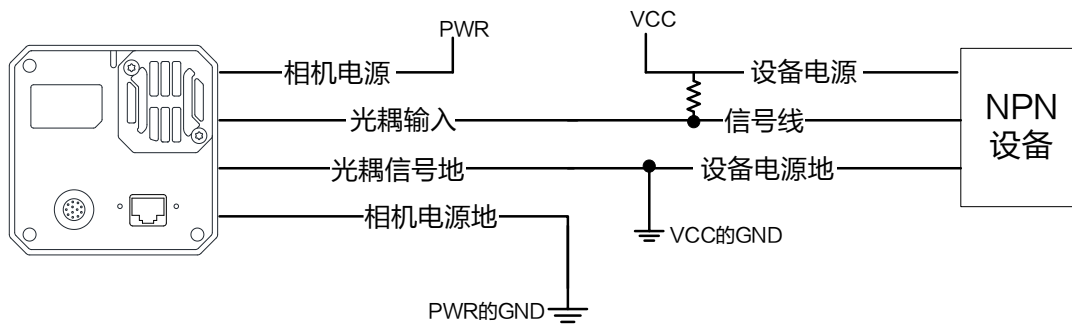 PWR
VCC
相机电源
设备电源
光耦输入
信号线
NPN
设备
光耦信号地
设备电源地
相机电源地
VCC的GND
PWR的GND